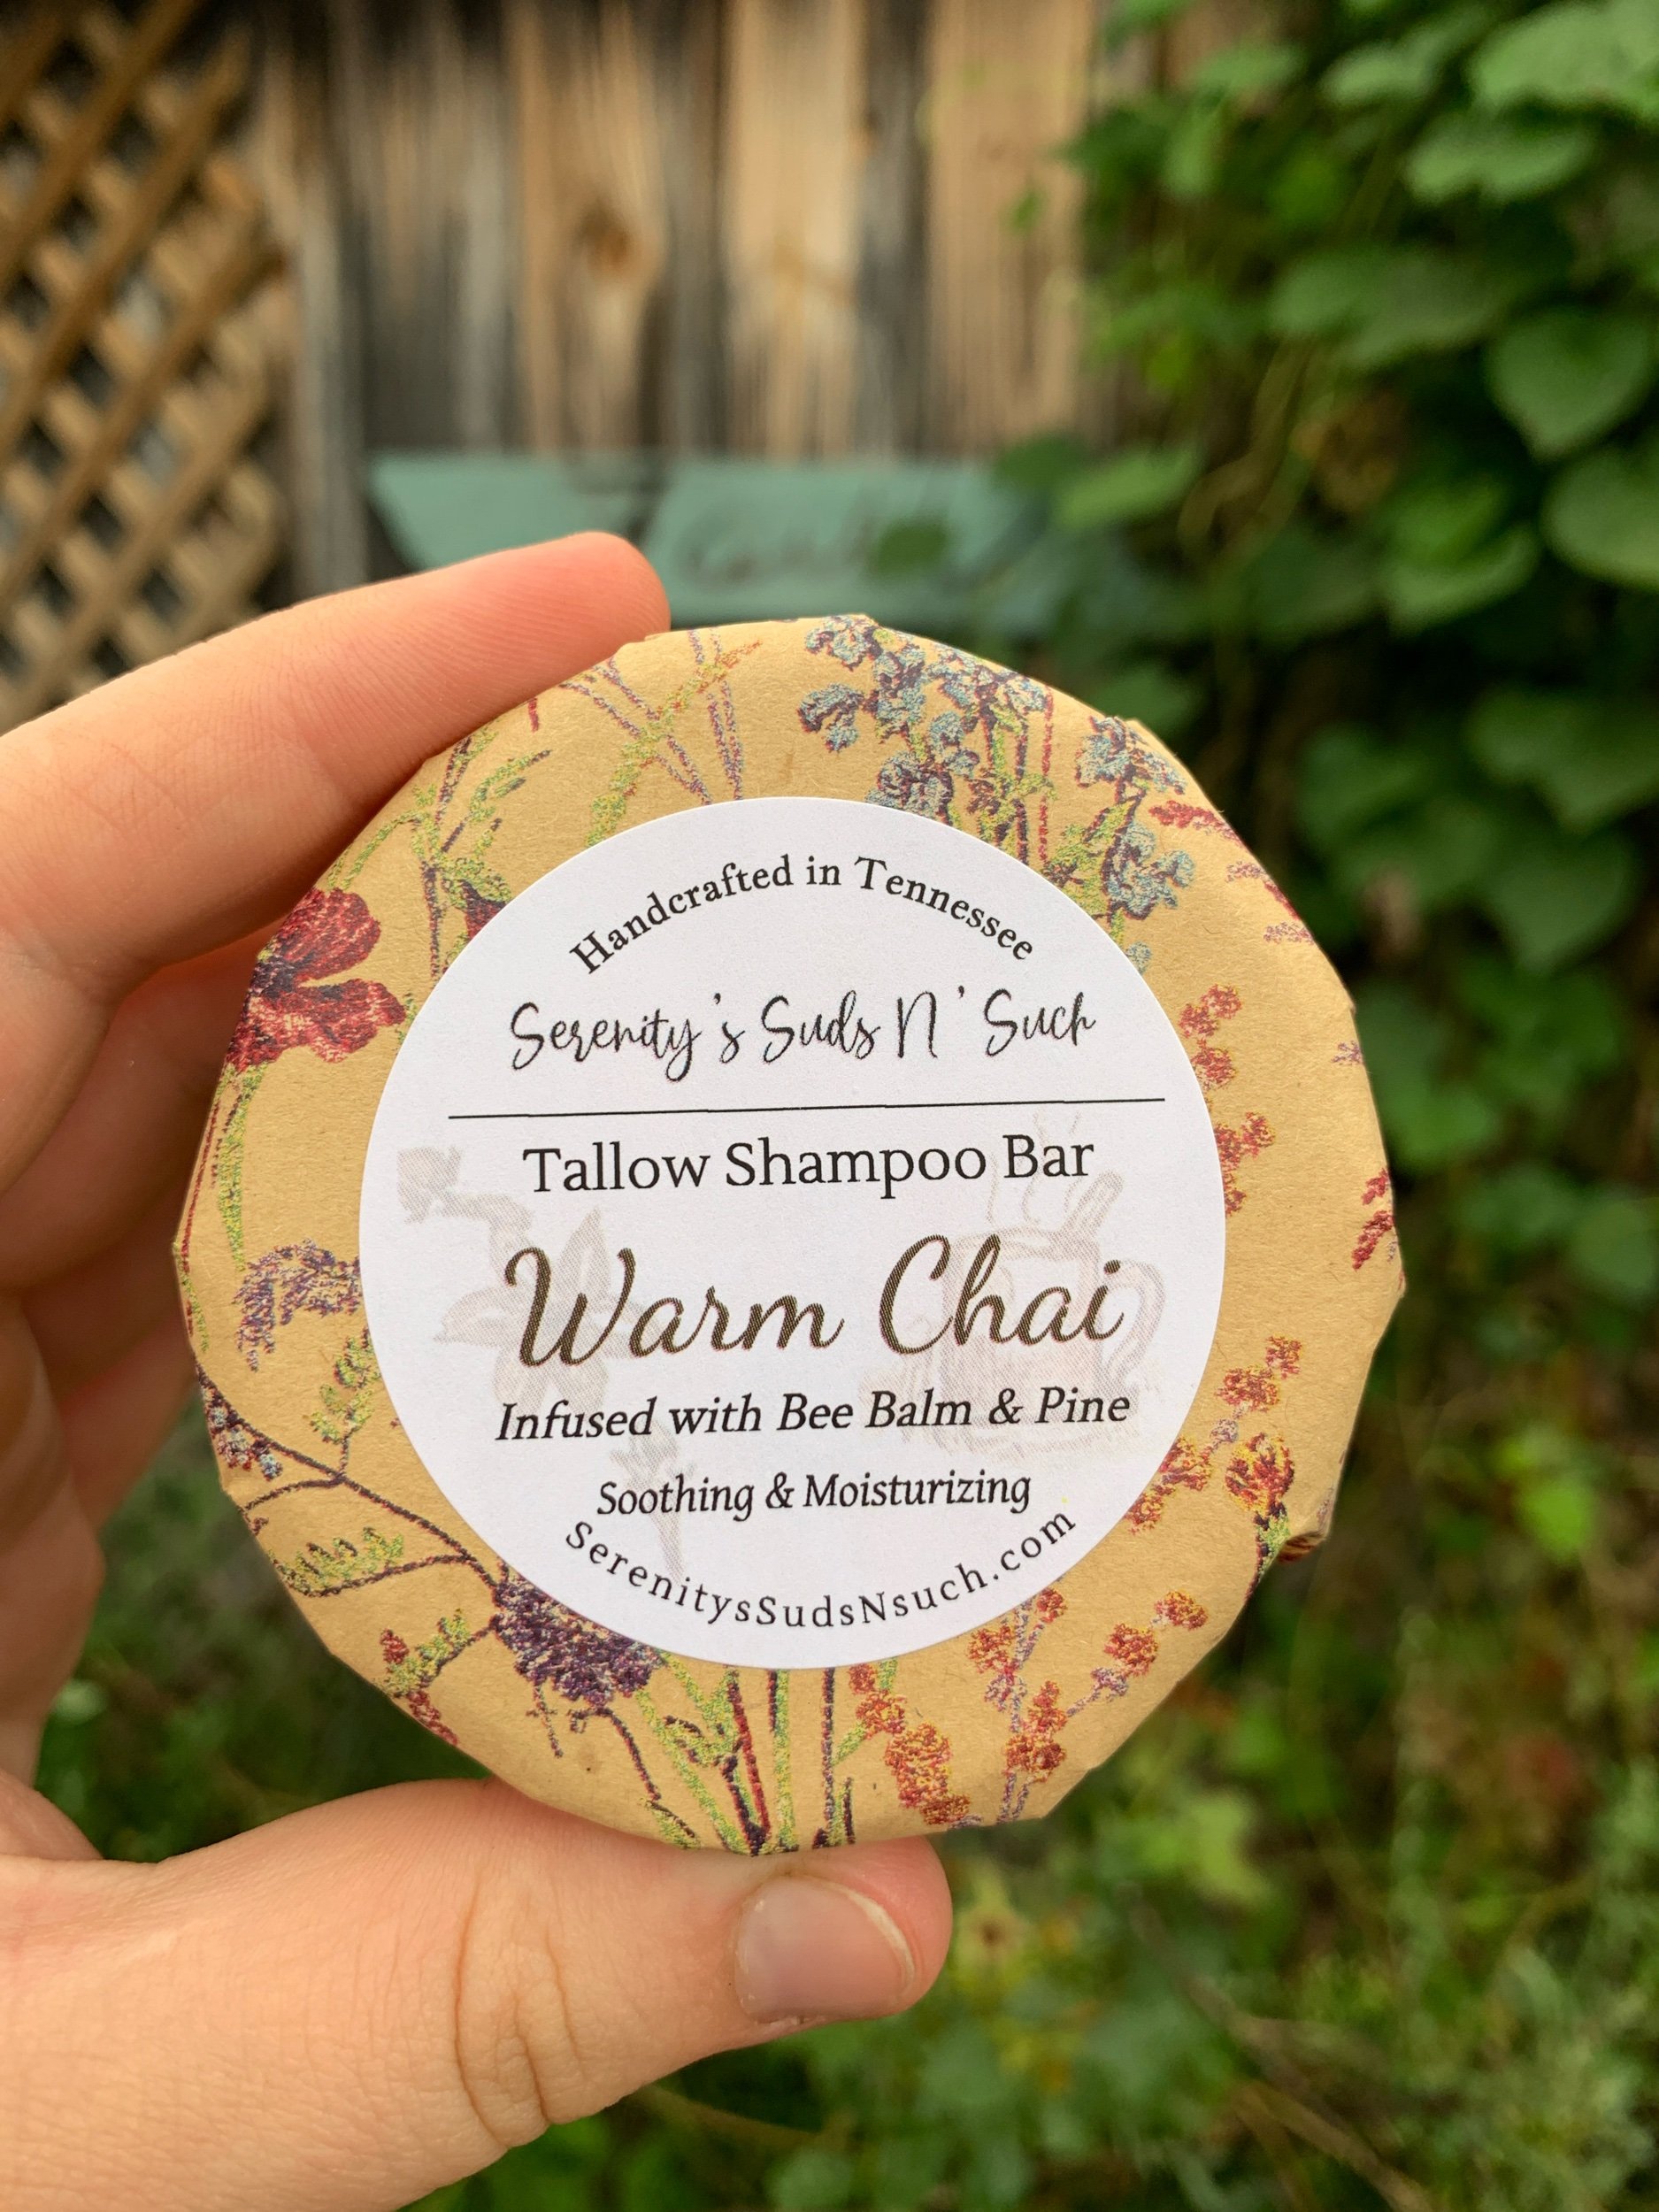 Handcrafted in Tennessee
Serenity's Suds N' Such
Tallow Shampoo Bar
Warm Chai
Infused with Bee Balm & Pine
Soothing & Moisturizing
SerenitysSudsNsuch.com